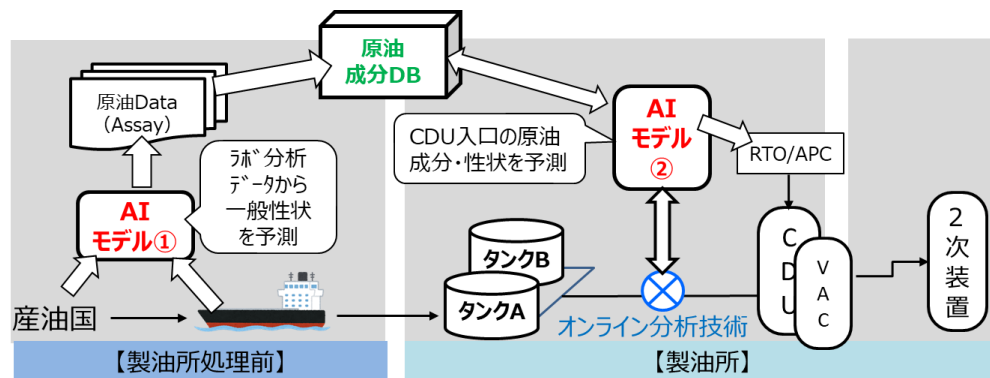 原油
成分DB
原油Data
(Assay)
ﾗﾎﾞ分析
ﾃﾞｰﾀから
一般性状
を予測
AI
モデル①
CDU入口の原油
成分・性状を予測
AI
モデル
②
RTO/APC
タンクB
タンクA
CDU
VAC
2次装置
産油国
オンライン分析技術
【製油所処理前】
【製油所】